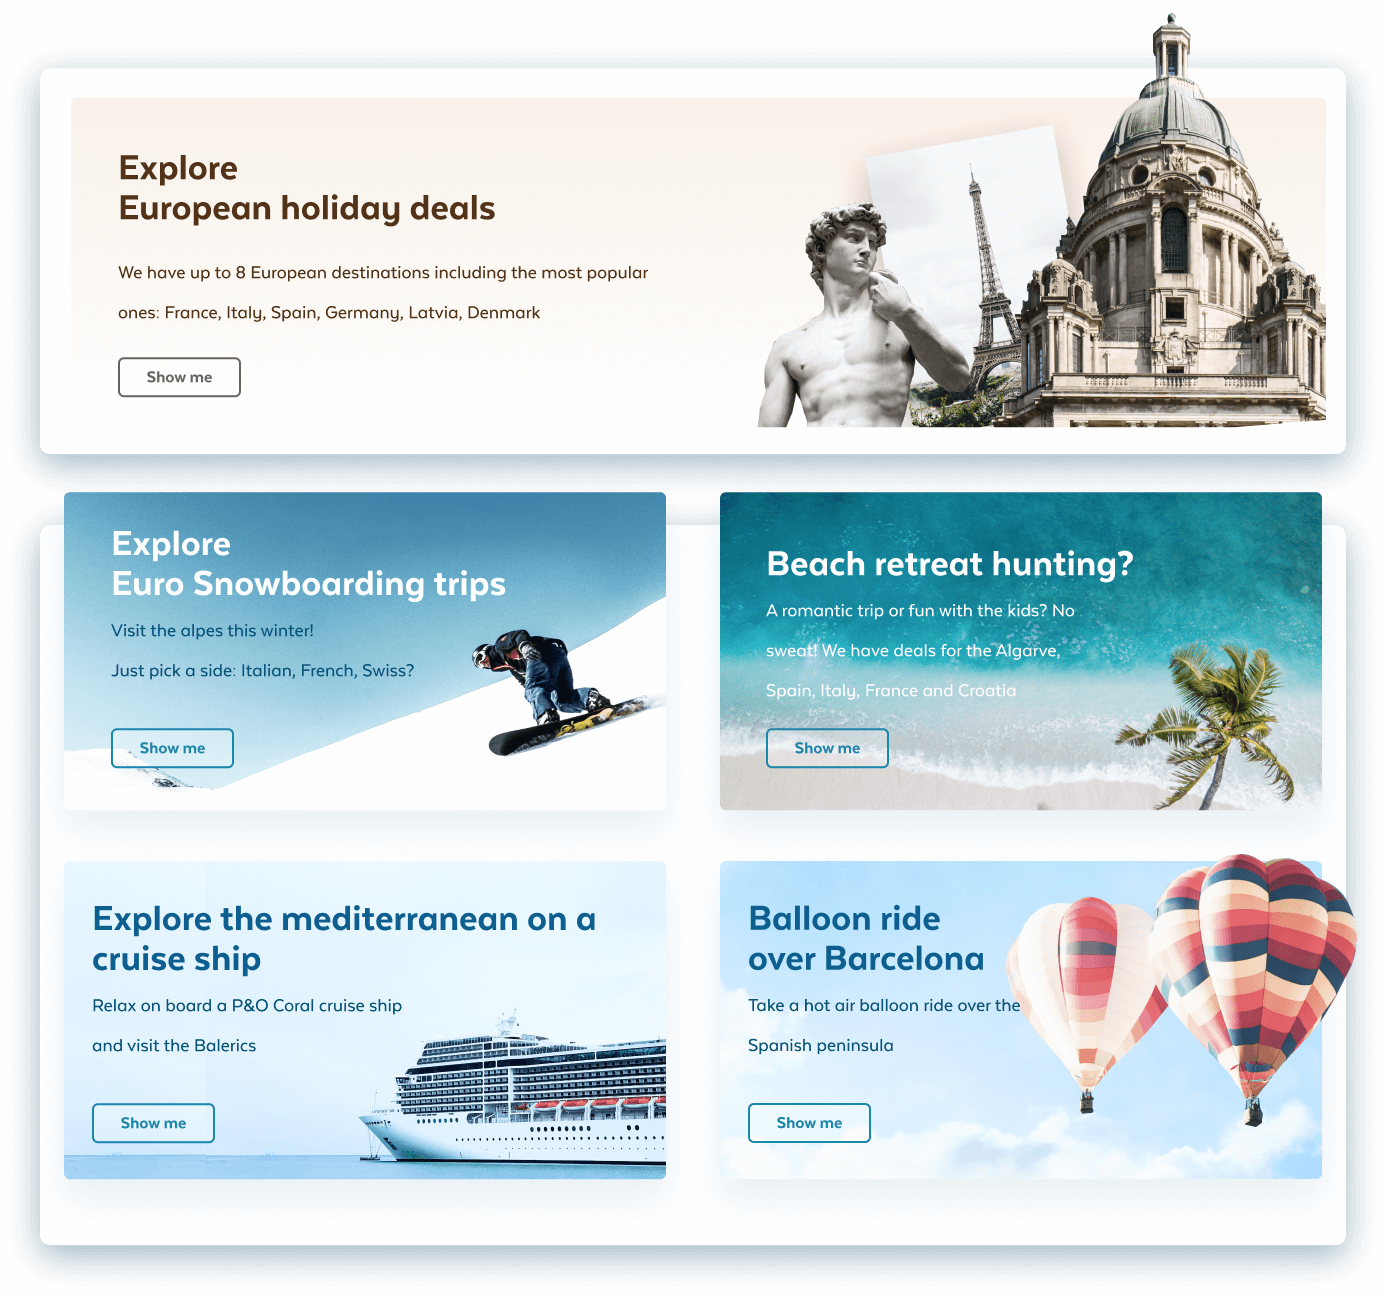 Explore
European holiday deals
We have up to 8 European destinations including the most popular
ones: France, Italy, Spain, Germany, Latvia, Denmark
Show me
Explore
Euro Snowboarding trips
Visit the alpes this winter!
Just pick a side: Italian, French, Swiss?
Show me
Beach retreat hunting?
A romantic trip or fun with the kids? No
sweat! We have deals for the Algarve,
Spain, Italy, France and Croatia
Show me
Explore the mediterranean on a
cruise ship
Relax on board a P&O Coral cruise ship
and visit the Balerics
Show me
Balloon ride
over Barcelona
Take a hot air balloon ride over the
Spanish peninsula
Show me